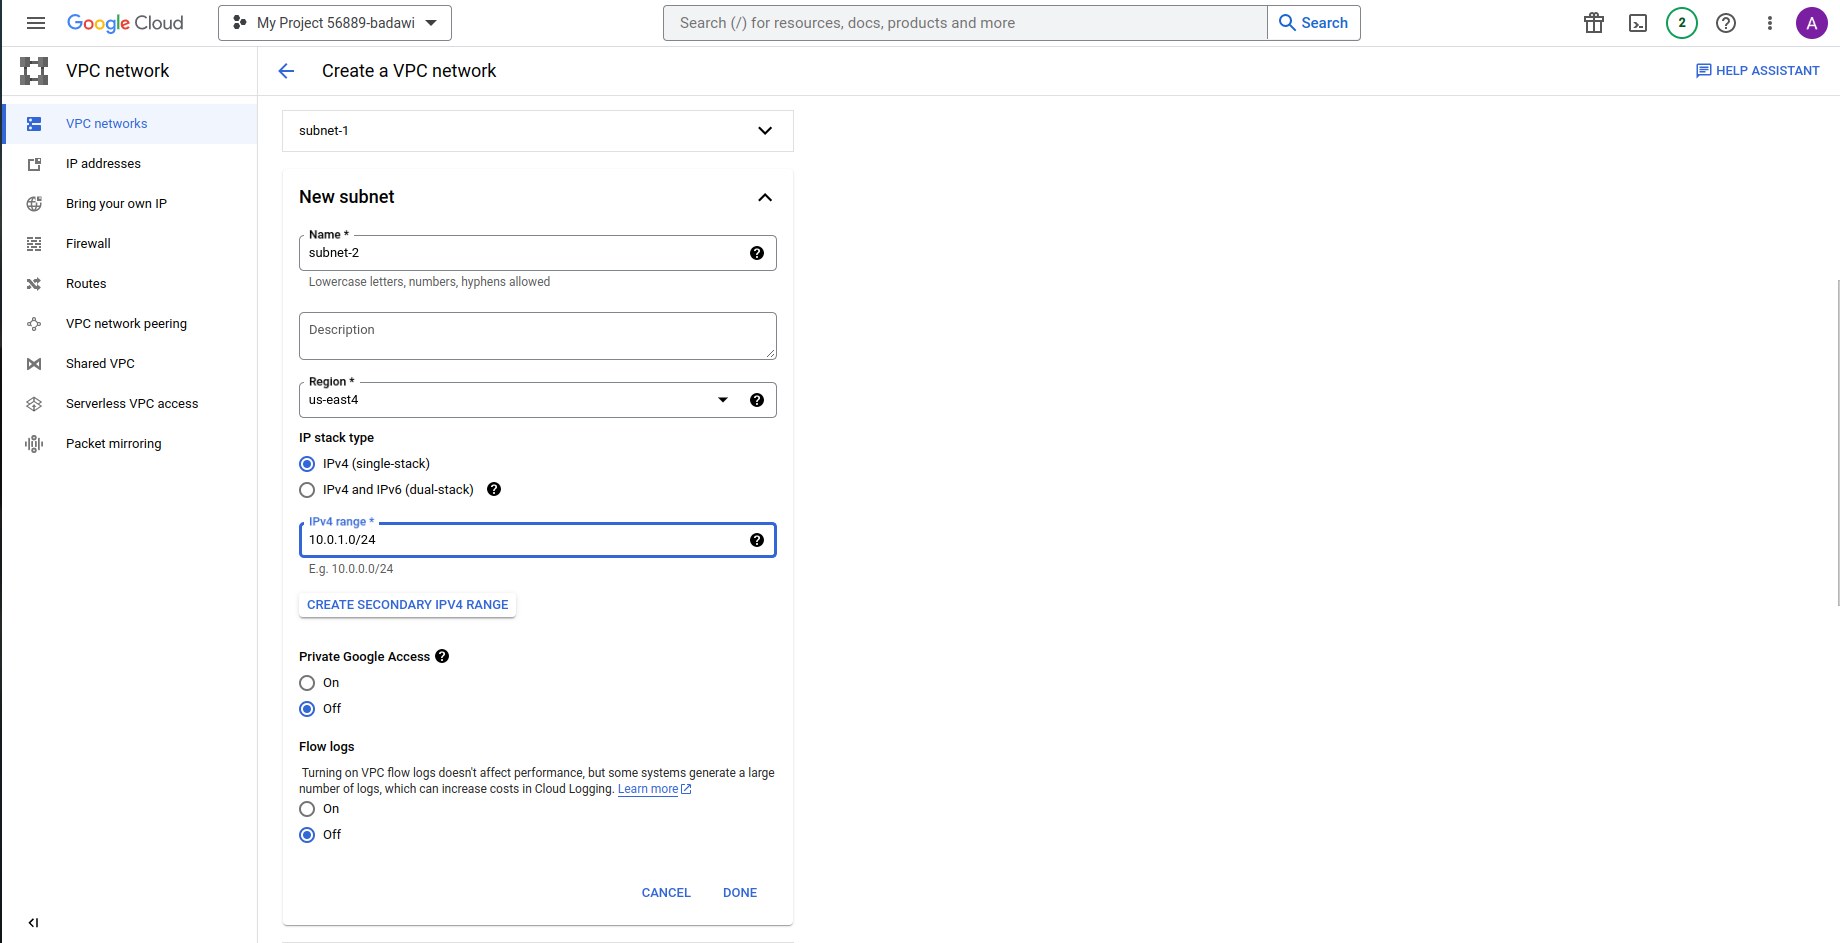 Google Cloud
My Project 56889-badawi
Search (/) for resources, docs, products and more
Search
2
A
VPC network
Create a VPC network
HELP ASSISTANT
VPC networks
IP addresses
Bring your own IP
Firewall
Routes
VPC network peering
Shared VPC
Serverless VPC access
Packet mirroring
subnet-1
New subnet
Name *
subnet-2
Lowercase letters, numbers, hyphens allowed
Description
Region *
us-east4
IP stack type
IPv4 (single-stack)
IPv4 and IPv6 (dual-stack)
IPv4 range *
10.0.1.0/24
E.g. 10.0.0.0/24
CREATE SECONDARY IPV4 RANGE
Private Google Access
On
Off
Flow logs
Turning on VPC flow logs doesn't affect performance, but some systems generate a large
number of logs, which can increase costs in Cloud Logging. Learn more
On
Off
CANCEL
DONE